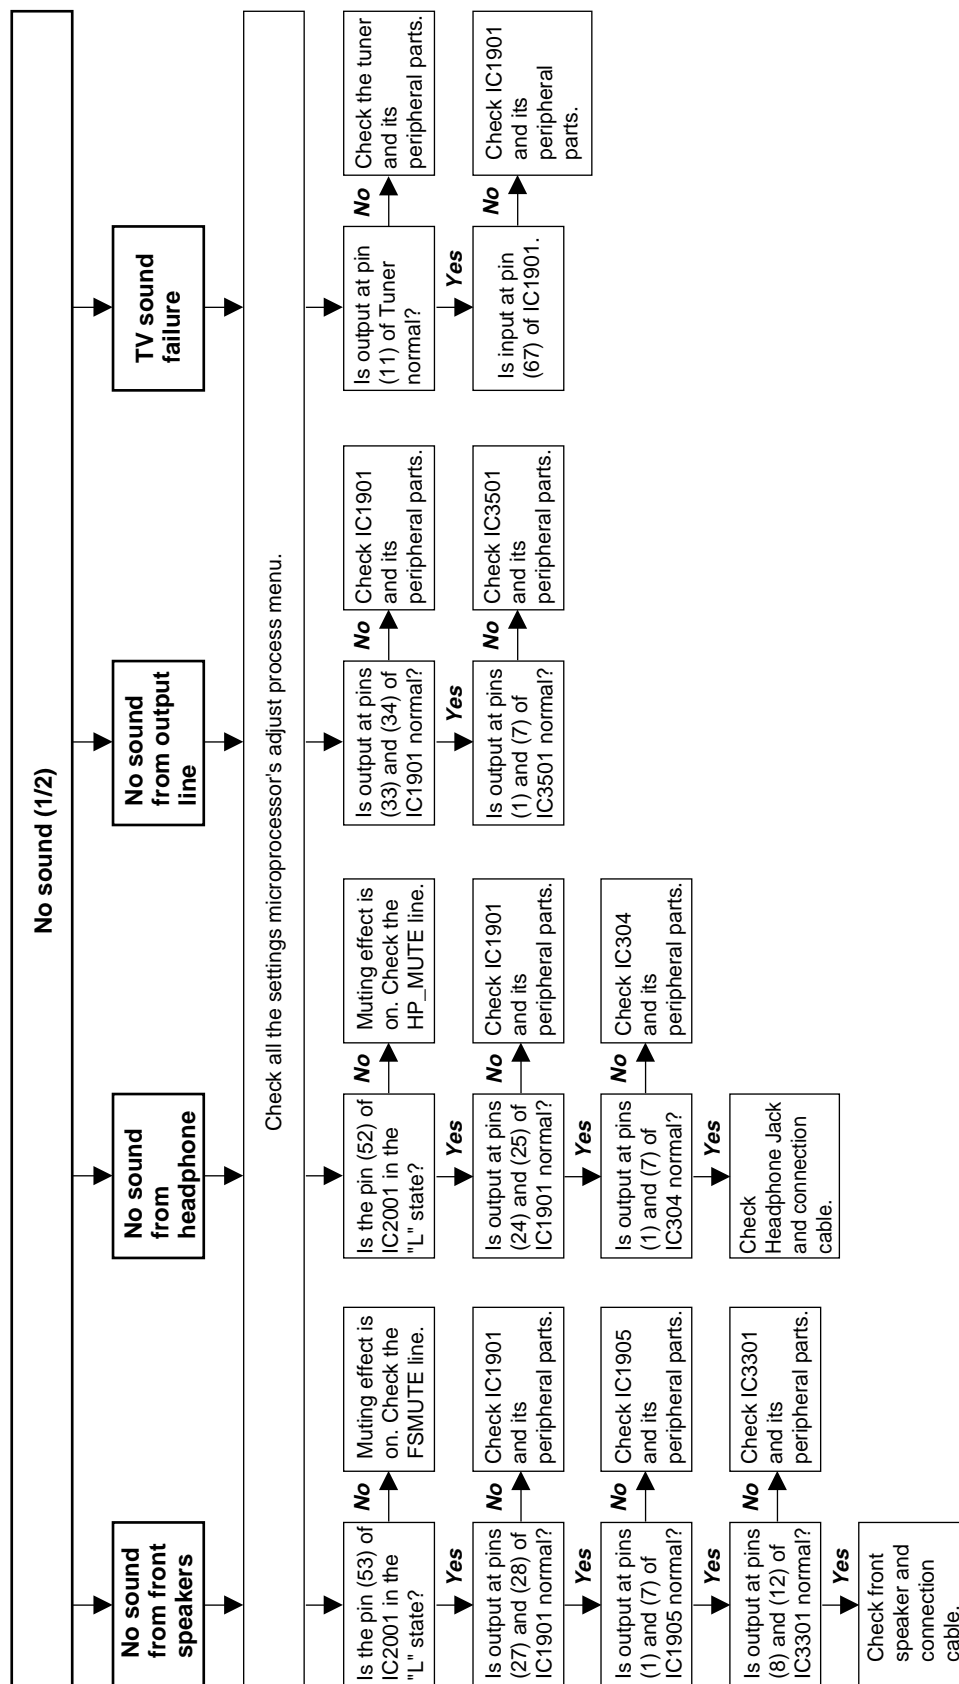 No sound (1/2)
No sound
from front
speakers
No sound
from
headphone
No sound
from output
line
TV sound
failure
Check all the settings microprocessor's adjust process menu.
Is the pin (53) of
IC2001 in the
"L" state?
No
Muting effect is
on. Check the
FSMUTE line.
Yes
Is output at pins
(27) and (28) of
IC1901 normal?
No
Check IC1901
and its
peripheral parts.
Yes
Is output at pins
(1) and (7) of
IC1905 normal?
No
Check IC1905
and its
peripheral parts.
Yes
Is output at pins
(8) and (12) of
IC3301 normal?
No
Check IC3301
and its
peripheral parts.
Yes
Check front
speaker and
connection
cable.
Is the pin (52) of
IC2001 in the
"L" state?
No
Muting effect is
on. Check the
HP_MUTE line.
Yes
Is output at pins
(24) and (25) of
IC1901 normal?
No
Check IC1901
and its
peripheral parts.
Yes
Is output at pins
(1) and (7) of
IC304 normal?
No
Check IC304
and its
peripheral parts.
Yes
Check
Headphone Jack
and connection
cable.
Is output at pins
(33) and (34) of
IC1901 normal?
No
Check IC1901
and its
peripheral parts.
Yes
Is output at pins
(1) and (7) of
IC3501 normal?
No
Check IC3501
and its
peripheral parts.
Is output at pin
(11) of Tuner
normal?
No
Check the tuner
and its
peripheral parts.
Yes
Is input at pin
(67) of IC1901.
No
Check IC1901
and its
peripheral
parts.